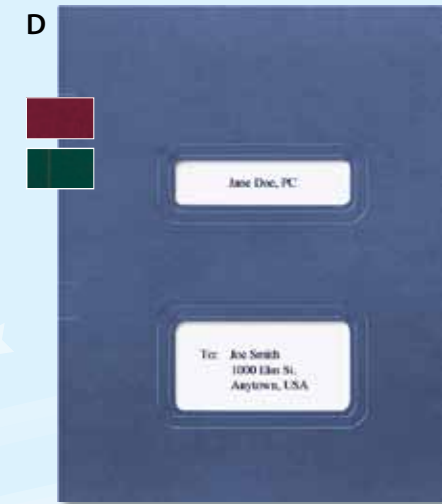 D
Jane Doe, PC
To: Joe Smith
1000 Elm St.
Anytown, USA